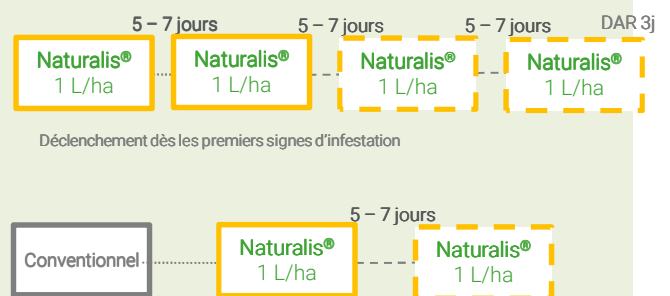 5 – 7 jours 5 – 7 jours 5 – 7 jours DAR 3j
Naturalis® Naturalis® Naturalis® Naturalis®
1 L/ha 1 L/ha 1 L/ha 1 L/ha
Déclenchement dès les premiers signes d'infestation
5 – 7 jours
Conventionnel Naturalis® Naturalis®
1 L/ha 1 L/ha